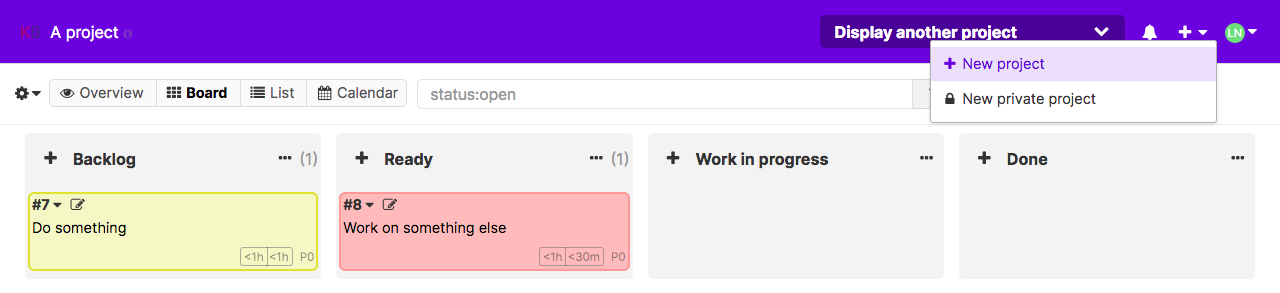 KB A project
Display another project
LN
New project
New private project
Overview Board List Calendar
status:open
Backlog (1)
Ready (1)
Work in progress
Done
#7
Do something
<1h <1h P0
#8
Work on something else
<1h <30m P0